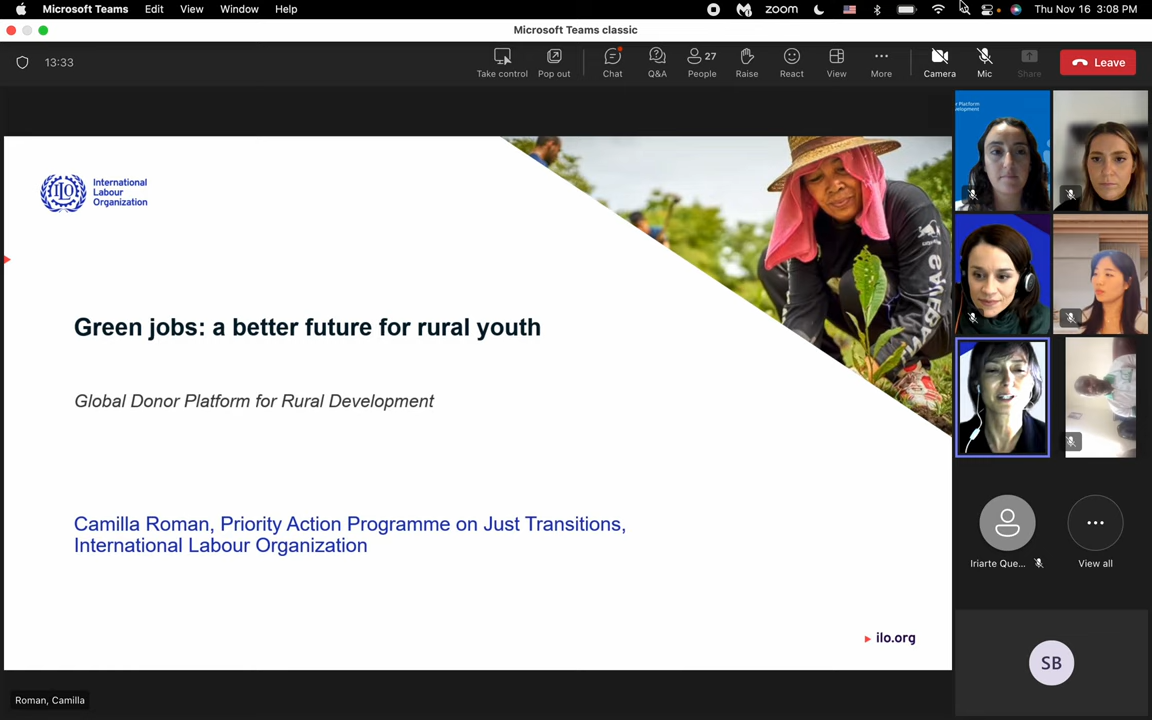 Microsoft Teams Edit View Window Help zoom Thu Nov 16 3:08 PM
Microsoft Teams classic
13:33
27
Take control Pop out Chat Q&A People Raise React View More Camera Mic Share Leave
International
Labour
Organization
Green jobs: a better future for rural youth
Global Donor Platform for Rural Development
Camilla Roman, Priority Action Programme on Just Transitions,
International Labour Organization
ilo.org
Roman, Camilla
Platform
Iriarte Que...
View all
SB